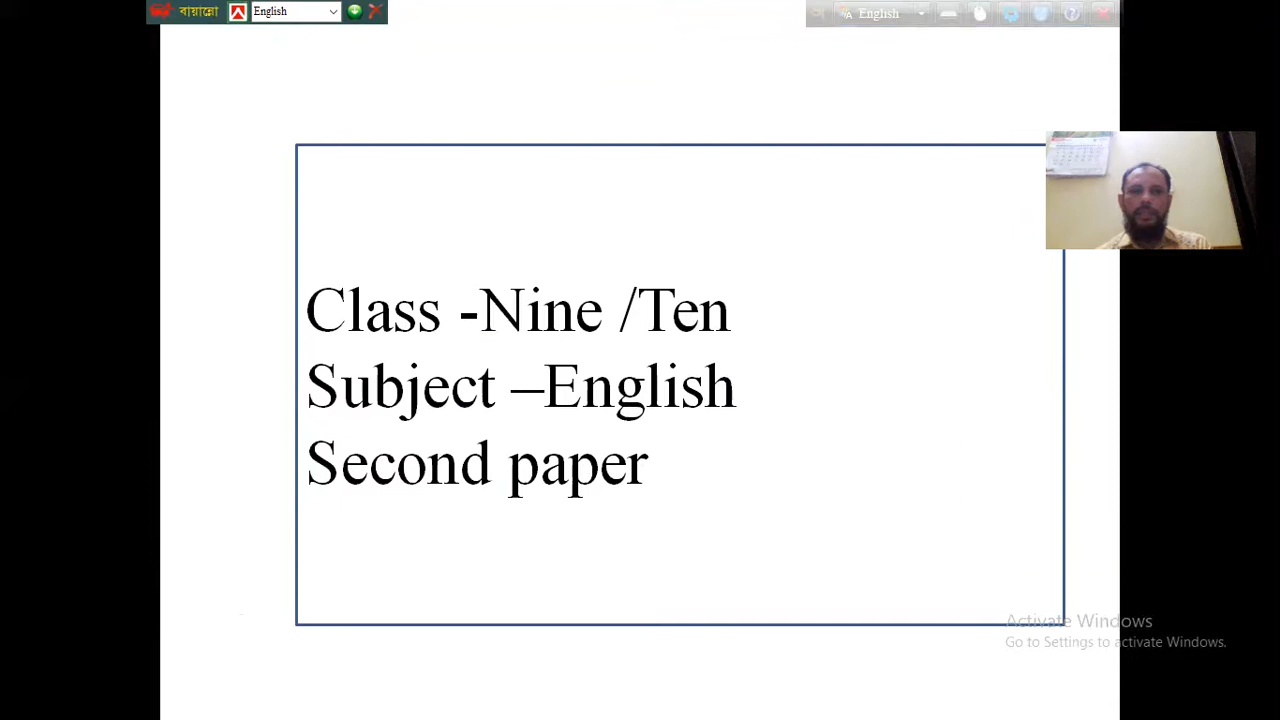 বায়ান্নো English
English
Class -Nine /Ten
Subject –English
Second paper
Activate Windows
Go to Settings to activate Windows.